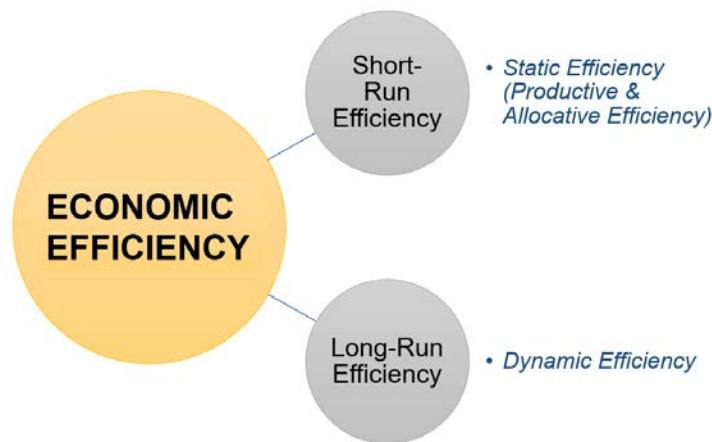 ECONOMIC
EFFICIENCY
Short-
Run
Efficiency
• Static Efficiency
(Productive &
Allocative Efficiency)
Long-Run
Efficiency
• Dynamic Efficiency